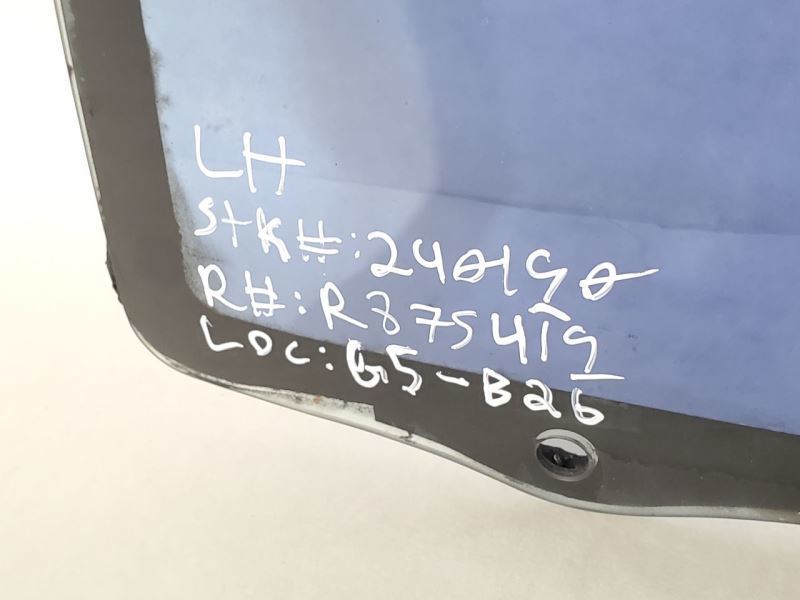 LH
STK#: 240190
R#: R875419
LOC: G5-B26